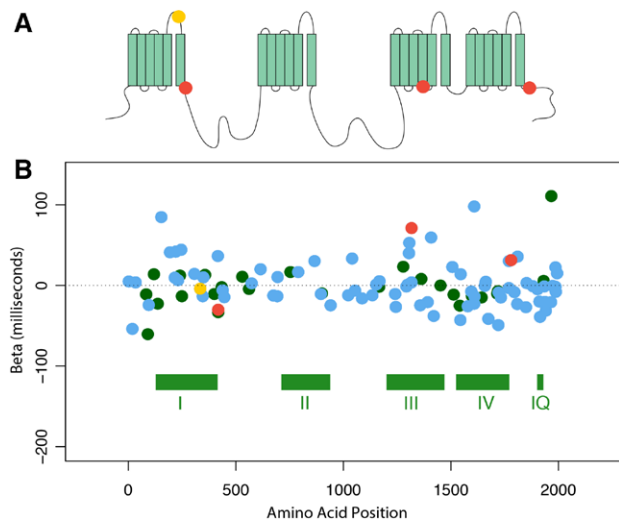 A
B
Beta (milliseconds)
100
0
−100
−200
I
II
III
IV
IQ
0
500
1000
1500
2000
Amino Acid Position